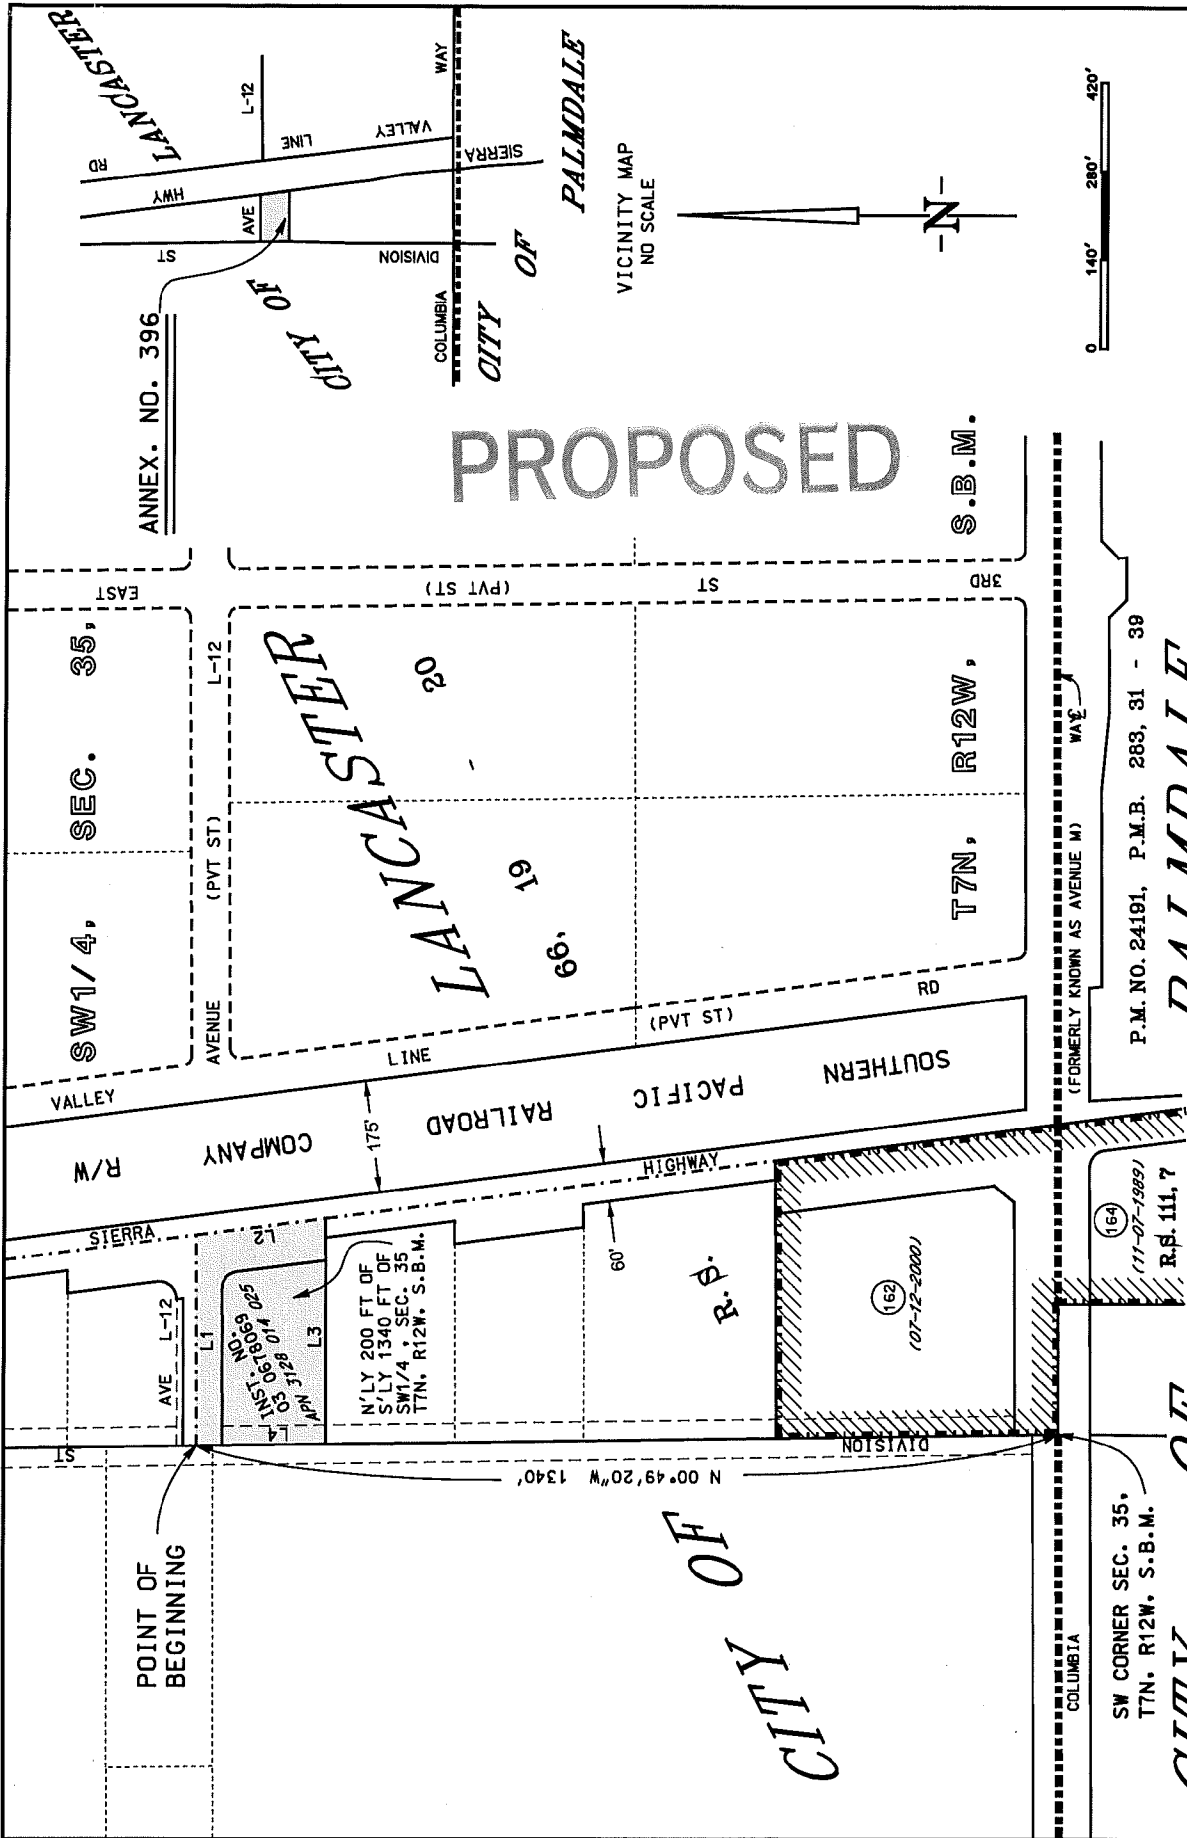 ANNEX. NO. 396
LANCASTER
CITY OF
RD
HWY
L-12
AVE
LINE
VALLEY
ST
DIVISION
SIERRA
COLUMBIA
WAY
CITY OF
PALMDALE
VICINITY MAP
NO SCALE
-N-
0 140' 280' 420'
PROPOSED
POINT OF
BEGINNING
SW1/4, SEC. 35,
T7N, R12W, S.B.M.
VALLEY
LINE
(PVT ST)
RD
EAST
(PVT ST)
ST
3RD
AVENUE (PVT ST) L-12
LANCASTER
66, 19 - 20
R/W
COMPANY
RAILROAD
PACIFIC
SOUTHERN
175'
SIERRA
HIGHWAY
60'
AVE L-12
L1
L2
L3
L4
INST. NO.
03 0678069
APN 3128 014 025
N'LY 200 FT OF
S'LY 1340 FT OF
SW1/4, SEC. 35
T7N, R12W, S.B.M.
R.S.
162
(07-12-2000)
164
(11-07-1989)
R.S. 111, 7
ST
DIVISION
N 00°49'20"W 1340'
CITY OF
COLUMBIA
(FORMERLY KNOWN AS AVENUE M)
WAY
℄
P.M. NO. 24191, P.M.B. 283, 31 - 39
SW CORNER SEC. 35,
T7N, R12W, S.B.M.
CITY OF PALMDALE